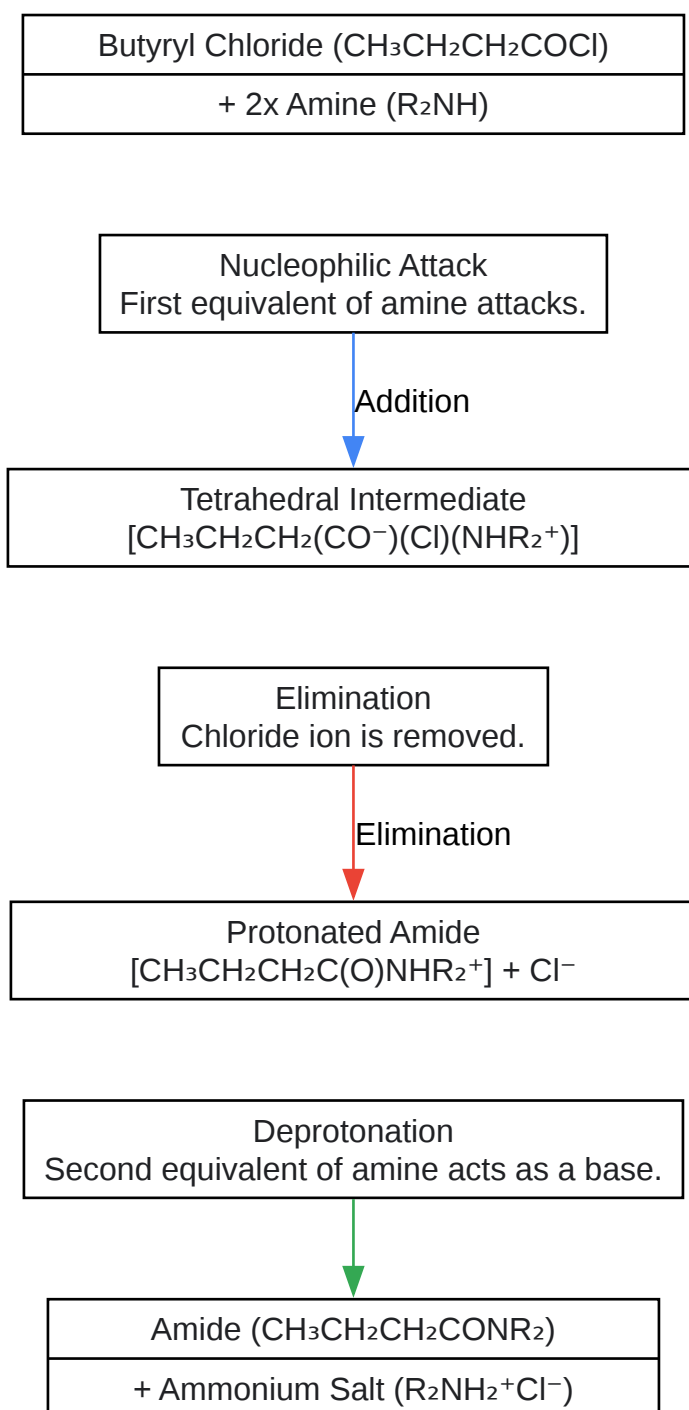 Butyryl Chloride (CH₃CH₂CH₂COCl)
+ 2x Amine (R₂NH)
Nucleophilic Attack
First equivalent of amine attacks.
Addition
Tetrahedral Intermediate
[CH₃CH₂CH₂(CO⁻)(Cl)(NHR₂⁺)]
Elimination
Chloride ion is removed.
Elimination
Protonated Amide
[CH₃CH₂CH₂C(O)NHR₂⁺] + Cl⁻
Deprotonation
Second equivalent of amine acts as a base.
Amide (CH₃CH₂CH₂CONR₂)
+ Ammonium Salt (R₂NH₂⁺Cl⁻)